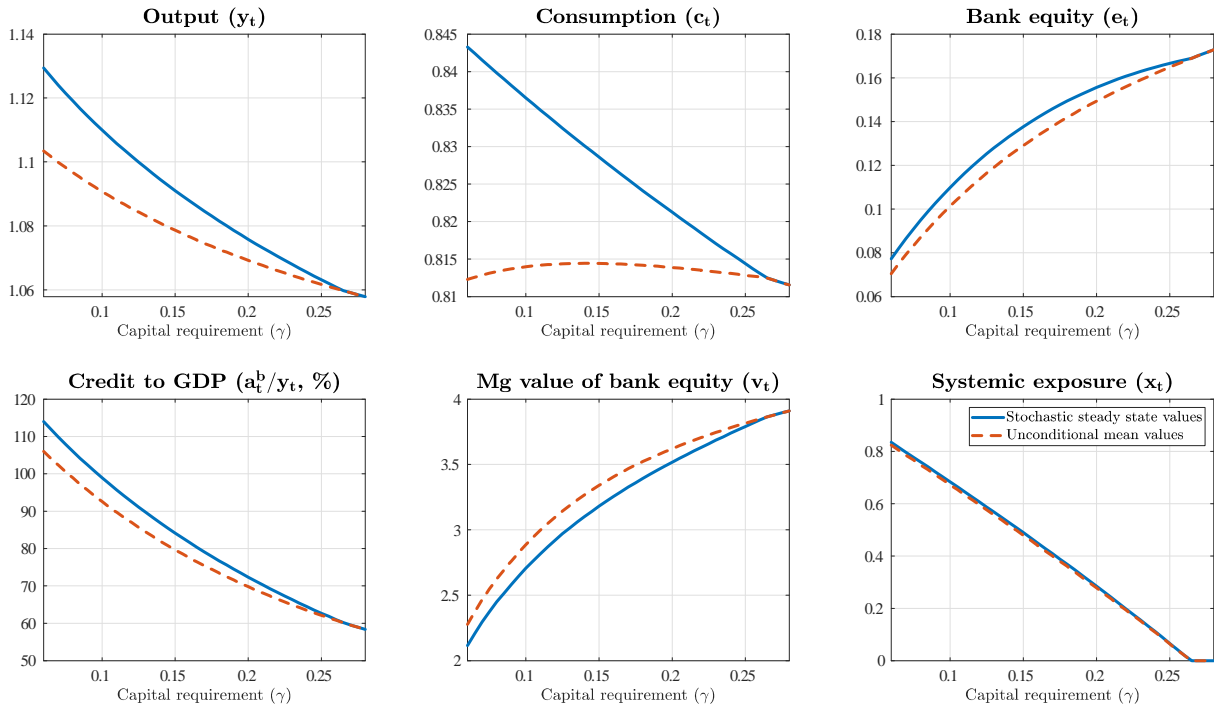 Output (y_t)
1.14
1.12
1.1
1.08
1.06
0.1 0.15 0.2 0.25
Capital requirement (γ)
Consumption (c_t)
0.845
0.84
0.835
0.83
0.825
0.82
0.815
0.81
0.1 0.15 0.2 0.25
Capital requirement (γ)
Bank equity (e_t)
0.18
0.16
0.14
0.12
0.1
0.08
0.06
0.1 0.15 0.2 0.25
Capital requirement (γ)
Credit to GDP (a_t^b/y_t, %)
120
110
100
90
80
70
60
50
0.1 0.15 0.2 0.25
Capital requirement (γ)
Mg value of bank equity (v_t)
4
3.5
3
2.5
2
0.1 0.15 0.2 0.25
Capital requirement (γ)
Systemic exposure (x_t)
1
0.8
0.6
0.4
0.2
0
Stochastic steady state values
Unconditional mean values
0.1 0.15 0.2 0.25
Capital requirement (γ)